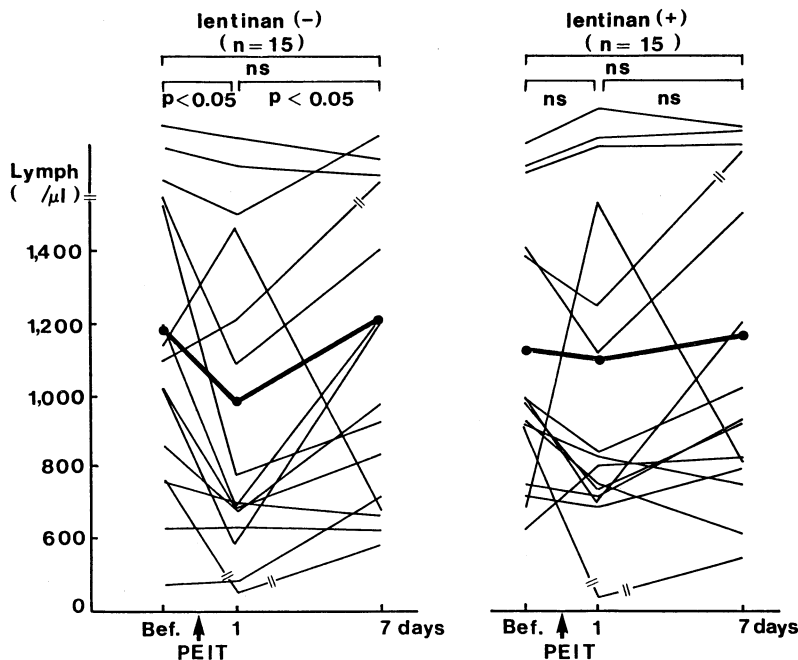 lentinan (-)
(n=15)
ns
p<0.05 p < 0.05
lentinan (+)
(n= 15 )
ns
ns ns
Lymph
( /μl)
1,400
1,200
1,000
800
600
0
Bef. 1 7 days
PEIT
Bef. 1 7 days
PEIT